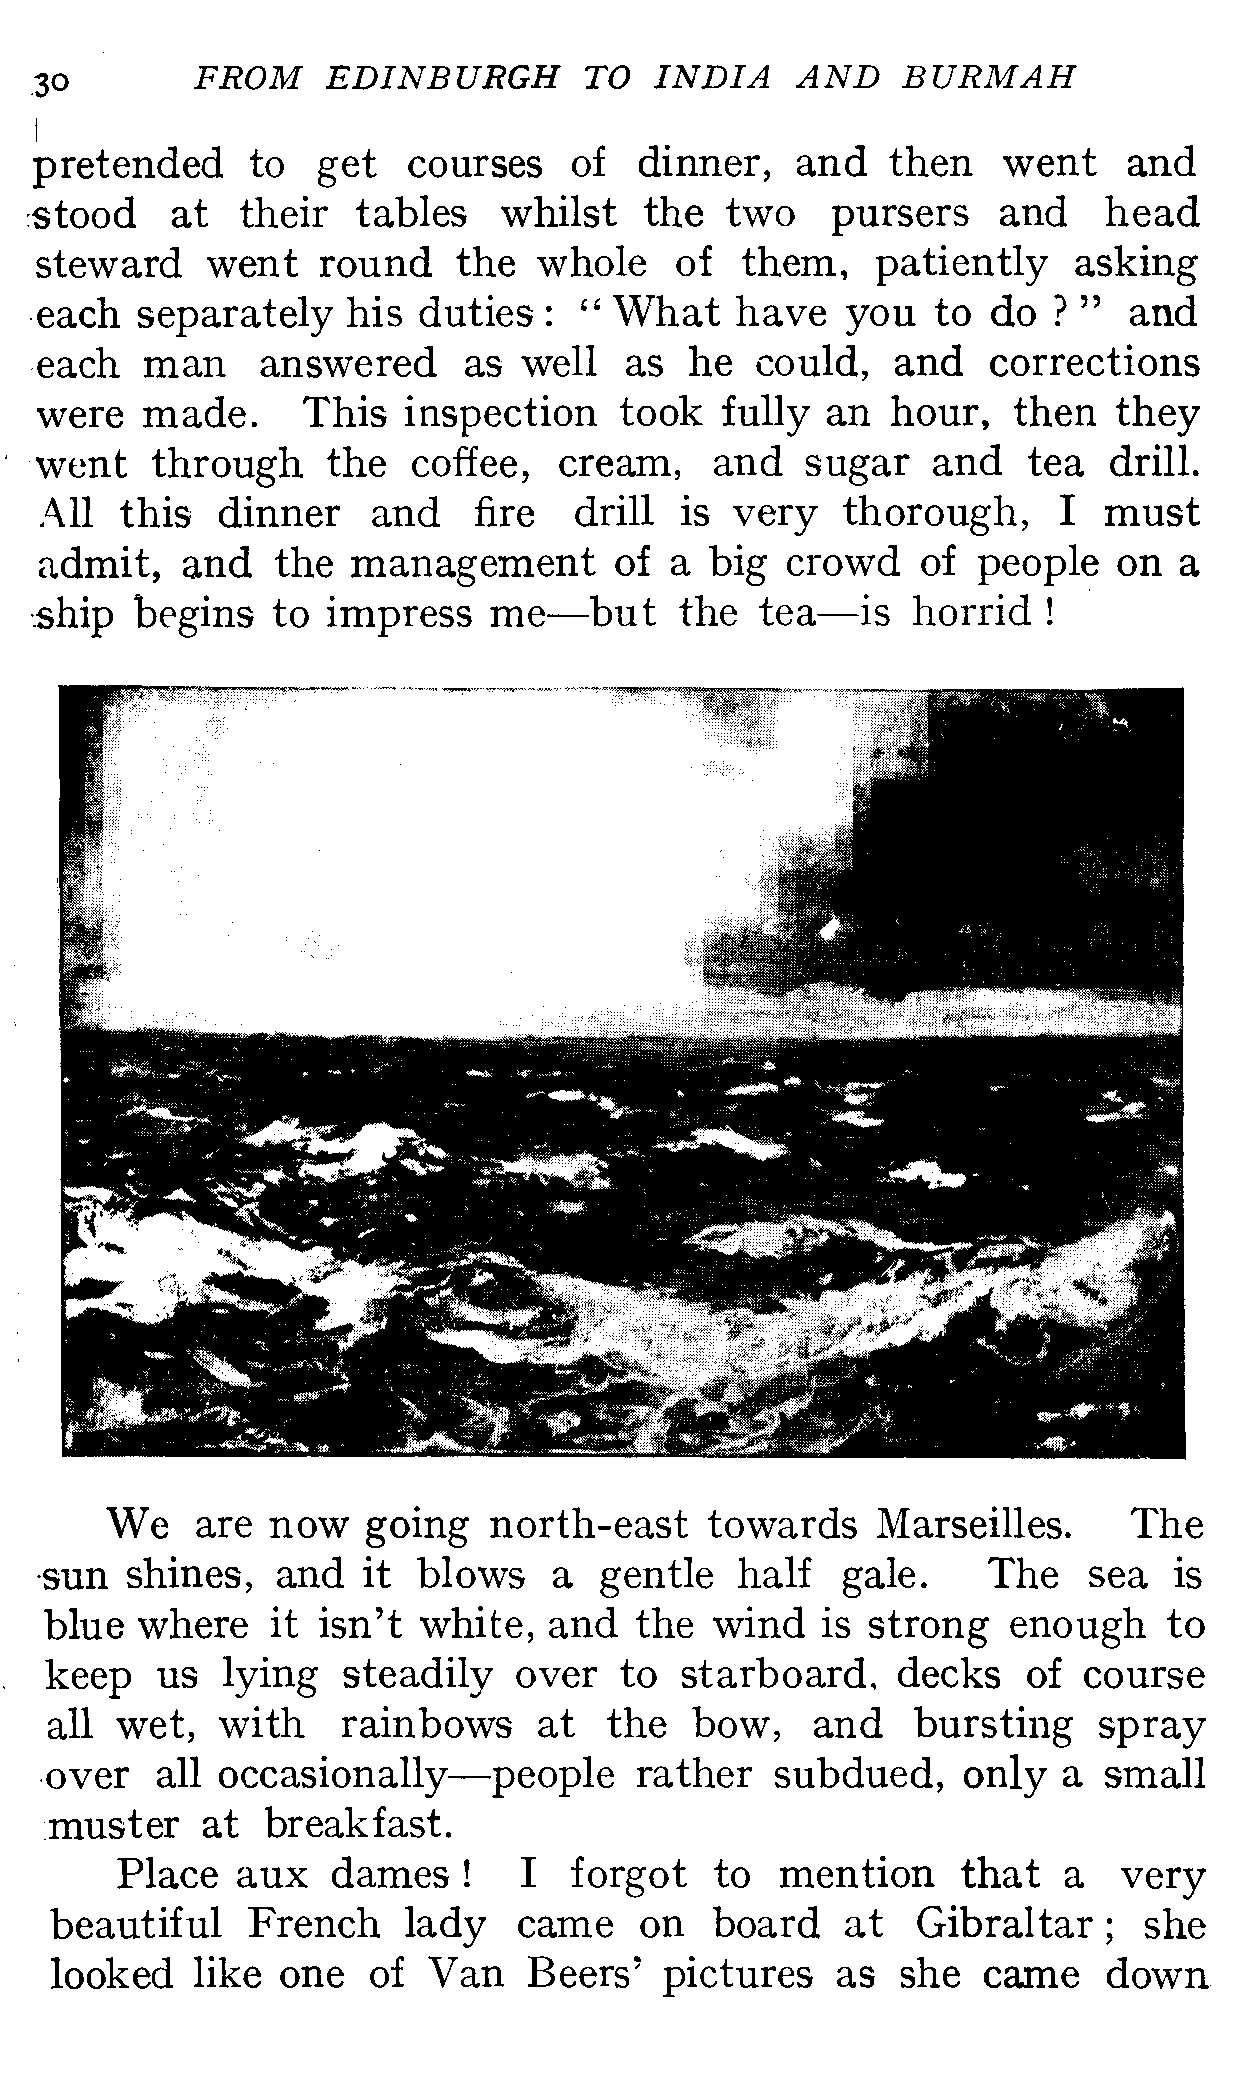 30 FROM EDINBURGH TO INDIA AND BURMAH
pretended to get courses of dinner, and then went and
stood at their tables whilst the two pursers and head
steward went round the whole of them, patiently asking
each separately his duties : “ What have you to do ? ” and
each man answered as well as he could, and corrections
were made. This inspection took fully an hour, then they
went through the coffee, cream, and sugar and tea drill.
All this dinner and fire drill is very thorough, I must
admit, and the management of a big crowd of people on a
ship begins to impress me—but the tea—is horrid !
We are now going north-east towards Marseilles. The
sun shines, and it blows a gentle half gale. The sea is
blue where it isn’t white, and the wind is strong enough to
keep us lying steadily over to starboard, decks of course
all wet, with rainbows at the bow, and bursting spray
over all occasionally—people rather subdued, only a small
muster at breakfast.
Place aux dames ! I forgot to mention that a very
beautiful French lady came on board at Gibraltar ; she
looked like one of Van Beers’ pictures as she came down